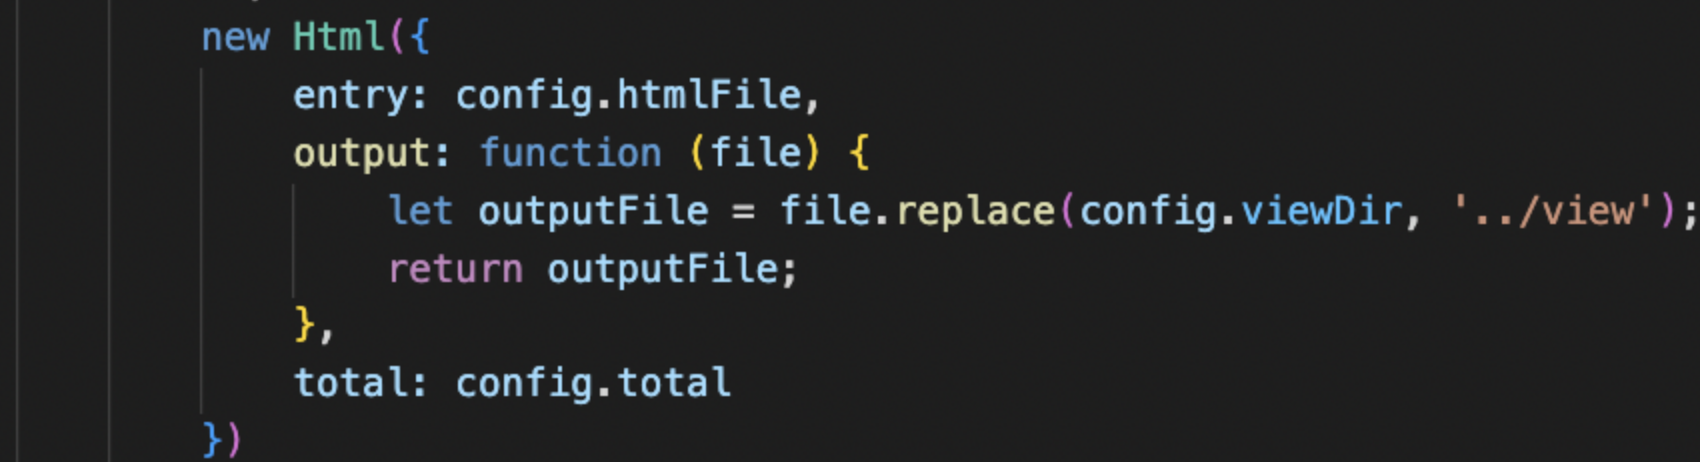 new Html({
    entry: config.htmlFile,
    output: function (file) {
        let outputFile = file.replace(config.viewDir, '../view');
        return outputFile;
    },
    total: config.total
})